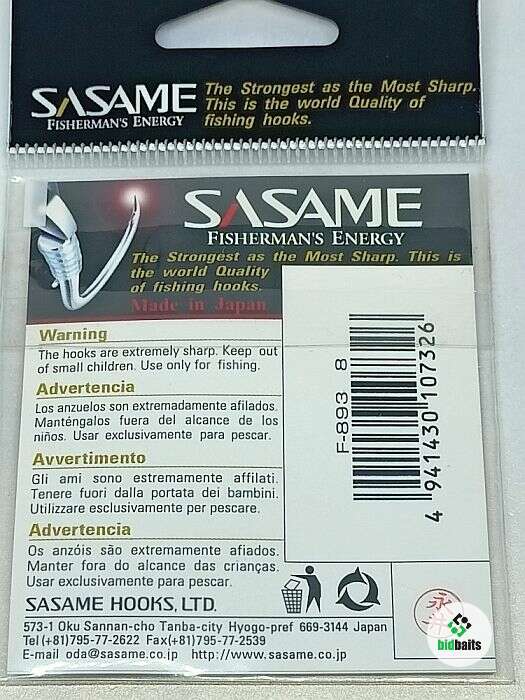 SASAME
FISHERMAN'S ENERGY
The Strongest as the Most Sharp.
This is the world Quality of
fishing hooks.
SASAME
FISHERMAN'S ENERGY
The Strongest as the Most Sharp. This is
the world Quality
of fishing hooks.
Made in Japan
Warning
The hooks are extremely sharp. Keep out
of small children. Use only for fishing.
Advertencia
Los anzuelos son extremadamente afilados.
Manténgalos fuera del alcance de los
niños. Usar exclusivamente para pescar.
Avvertimento
Gli ami sono estremamente affilati.
Tenere fuori dalla portata dei bambini.
Utilizzare esclusivamente per pescare.
Advertencia
Os anzóis são extremamente afiados.
Manter fora do alcance das crianças.
Usar exclusivamente para pescar.
SASAME HOOKS, LTD.
573-1 Oku Sannan-cho Tanba-city Hyogo-pref 669-3144 Japan
Tel(+81)795-77-2622 Fax(+81)795-77-2539
E-mail oda@sasame.co.jp http://www.sasame.co.jp
F-893 8
4 941430 107326
永
bidbaits